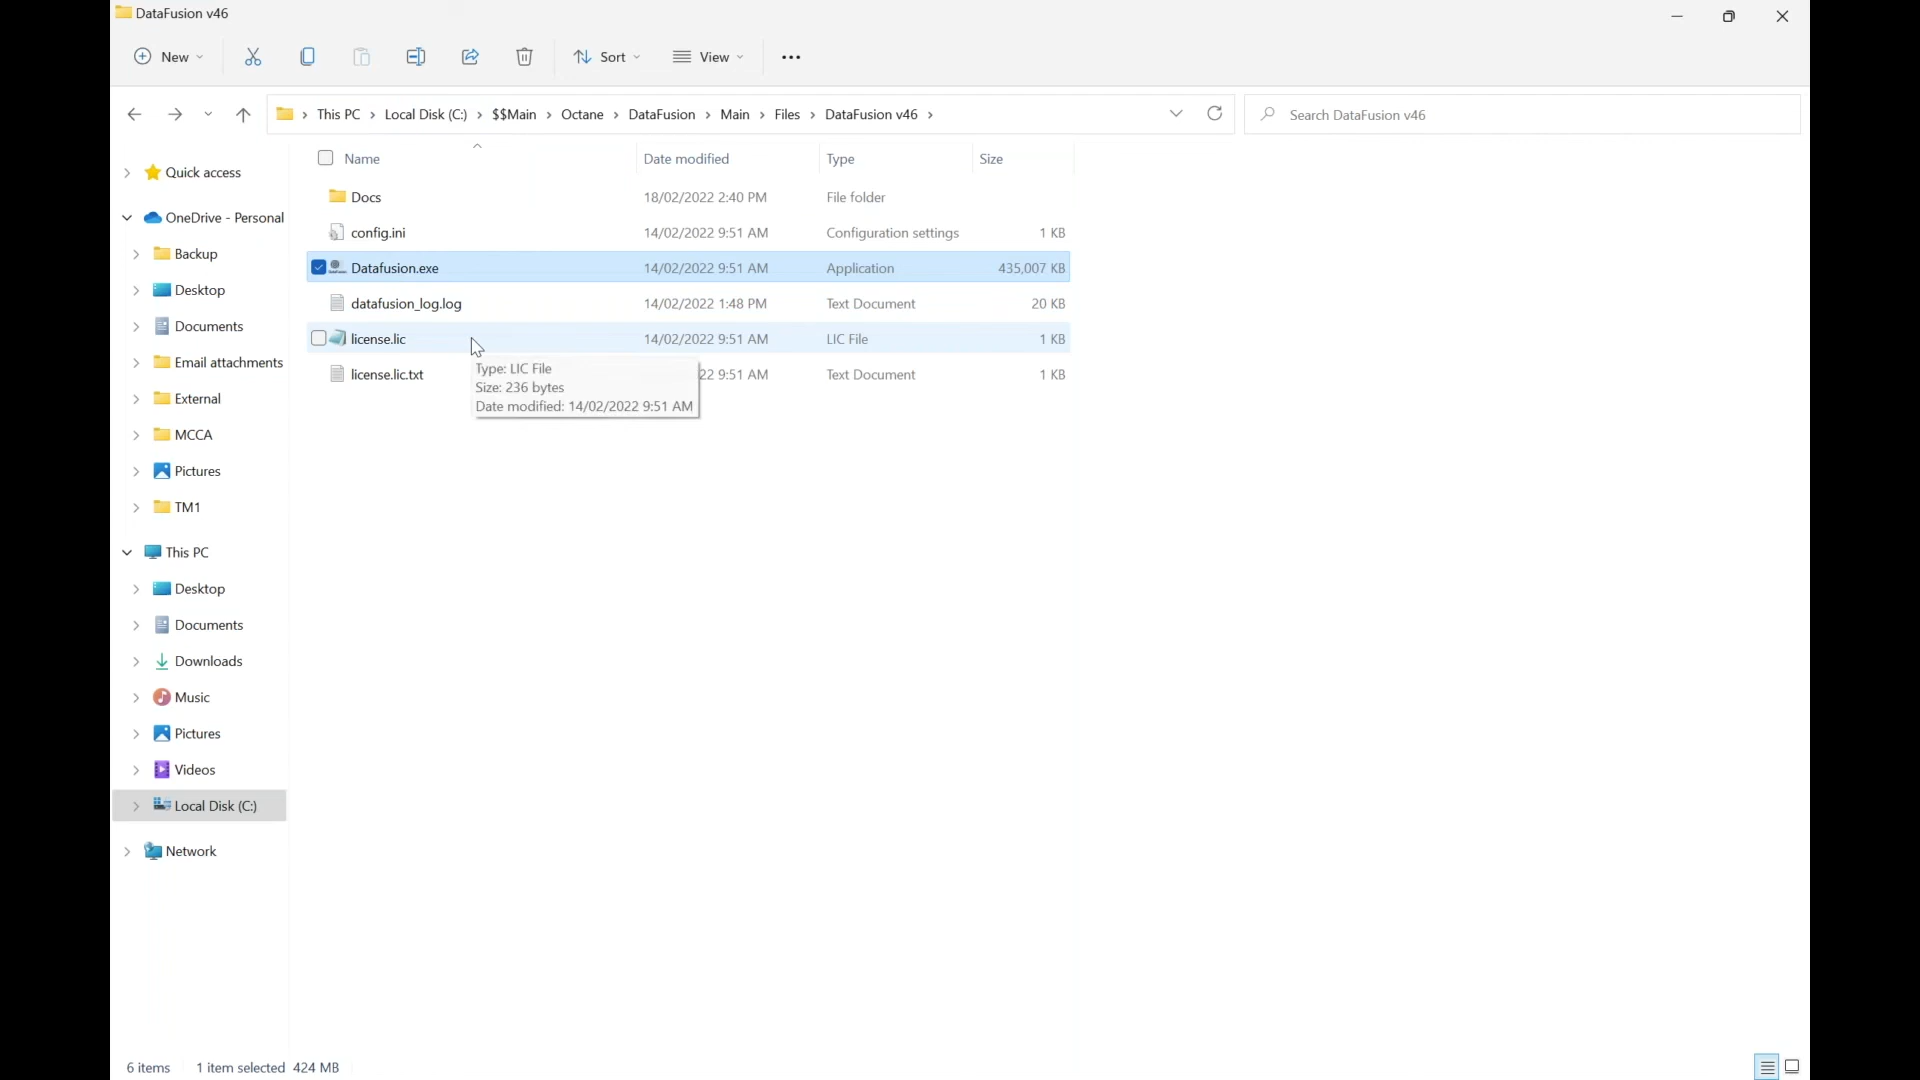 DataFusion v46
New
Sort
View
This PC > Local Disk (C:) > $$Main > Octane > DataFusion > Main > Files > DataFusion v46 >
Search DataFusion v46
Name Date modified Type Size
Docs 18/02/2022 2:40 PM File folder
config.ini 14/02/2022 9:51 AM Configuration settings 1 KB
Datafusion.exe 14/02/2022 9:51 AM Application 435,007 KB
datafusion_log.log 14/02/2022 1:48 PM Text Document 20 KB
license.lic 14/02/2022 9:51 AM LIC File 1 KB
license.lic.txt 22 9:51 AM Text Document 1 KB
Type: LIC File
Size: 236 bytes
Date modified: 14/02/2022 9:51 AM
Quick access
OneDrive - Personal
Backup
Desktop
Documents
Email attachments
External
MCCA
Pictures
TM1
This PC
Desktop
Documents
Downloads
Music
Pictures
Videos
Local Disk (C:)
Network
6 items 1 item selected 424 MB